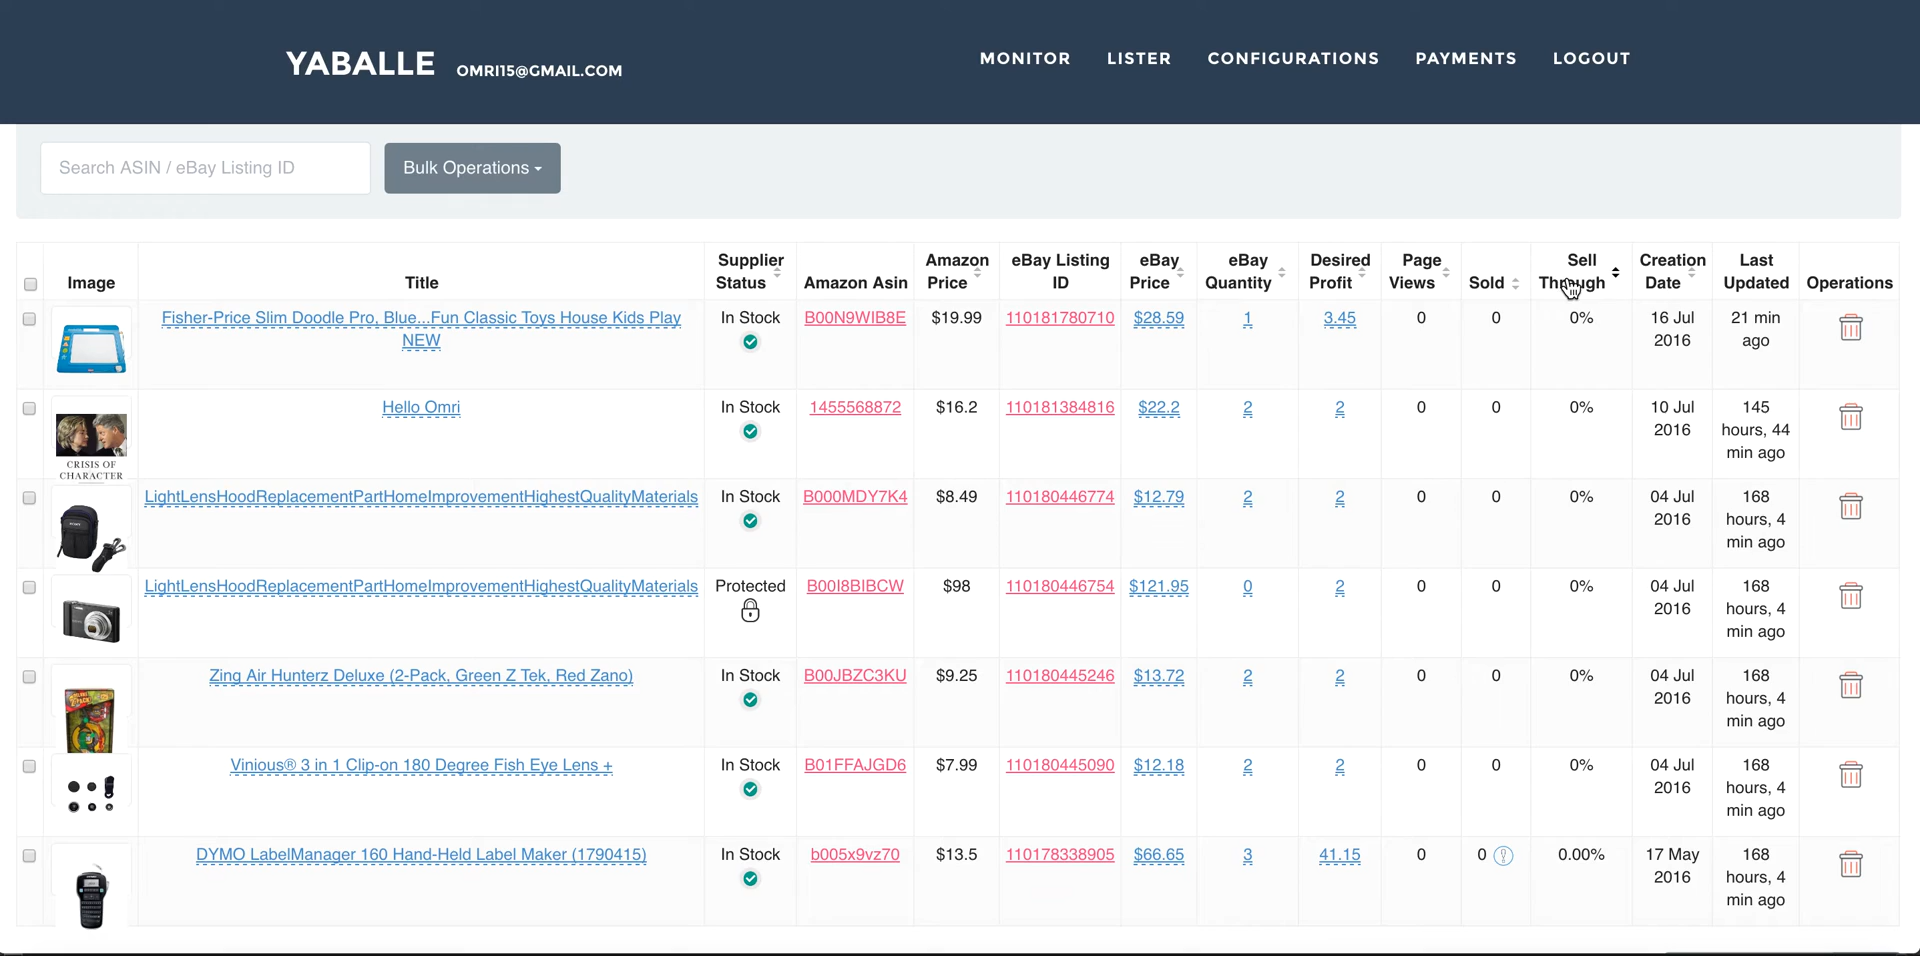 YABALLE OMRI15@GMAIL.COM MONITOR LISTER CONFIGURATIONS PAYMENTS LOGOUT
Search ASIN / eBay Listing ID Bulk Operations
Image Title Supplier Status Amazon Asin Amazon Price eBay Listing ID eBay Price eBay Quantity Desired Profit Page Views Sold Sell Through Creation Date Last Updated Operations
Fisher-Price Slim Doodle Pro, Blue...Fun Classic Toys House Kids Play In Stock B00N9WIB8E $19.99 110181780710 $28.59 1 3.45 0 0 0% 16 Jul 21 min
NEW 2016 ago
Hello Omri In Stock 1455568872 $16.2 110181384816 $22.2 2 2 0 0 0% 10 Jul 145
2016 hours, 44
min ago
CRISIS OF
CHARACTER
LightLensHoodReplacementPartHomeImprovementHighestQualityMaterials In Stock B000MDY7K4 $8.49 110180446774 $12.79 2 2 0 0 0% 04 Jul 168
2016 hours, 4
min ago
LightLensHoodReplacementPartHomeImprovementHighestQualityMaterials Protected B00I8BIBCW $98 110180446754 $121.95 0 2 0 0 0% 04 Jul 168
2016 hours, 4
min ago
Zing Air Hunterz Deluxe (2-Pack, Green Z Tek, Red Zano) In Stock B00JBZC3KU $9.25 110180445246 $13.72 2 2 0 0 0% 04 Jul 168
2016 hours, 4
min ago
Vinious® 3 in 1 Clip-on 180 Degree Fish Eye Lens + In Stock B01FFAJGD6 $7.99 110180445090 $12.18 2 2 0 0 0% 04 Jul 168
2016 hours, 4
min ago
DYMO LabelManager 160 Hand-Held Label Maker (1790415) In Stock b005x9vz70 $13.5 110178338905 $66.65 3 41.15 0 0 0.00% 17 May 168
2016 hours, 4
min ago